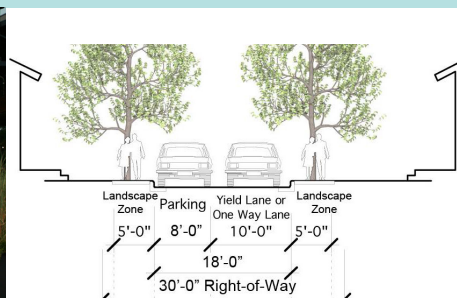 Landscape Zone
Parking
Yield Lane or One Way Lane
Landscape Zone
5'-0"
8'-0"
10'-0"
5'-0"
18'-0"
30'-0" Right-of-Way